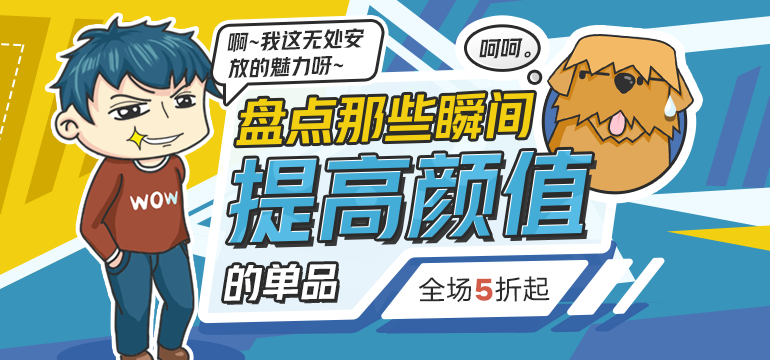 啊~我这无处安
放的魅力呀~
呵呵。
盘点那些瞬间
提高颜值
的单品
全场5折起
WOW